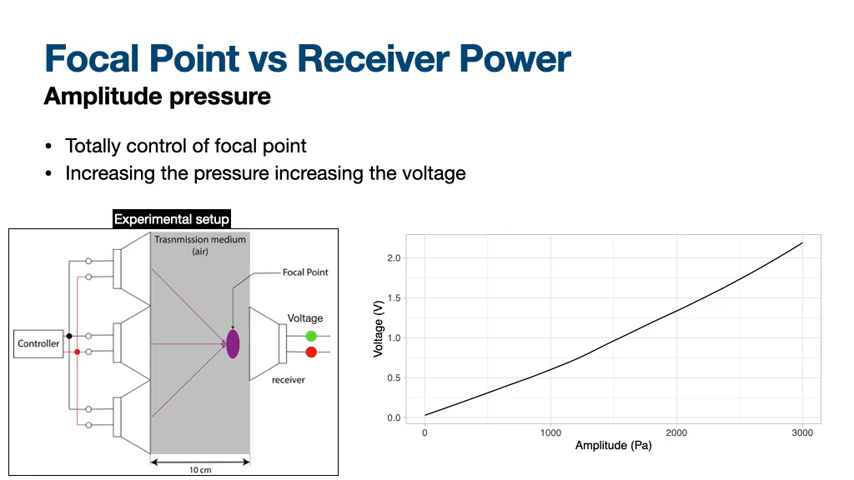 Focal Point vs Receiver Power
Amplitude pressure
• Totally control of focal point
• Increasing the pressure increasing the voltage
Experimental setup
Trasnmission medium
(air)
Focal Point
Voltage
Controller
receiver
10 cm
Voltage (V)
2.0
1.5
1.0
0.5
0.0
0 1000 2000 3000
Amplitude (Pa)